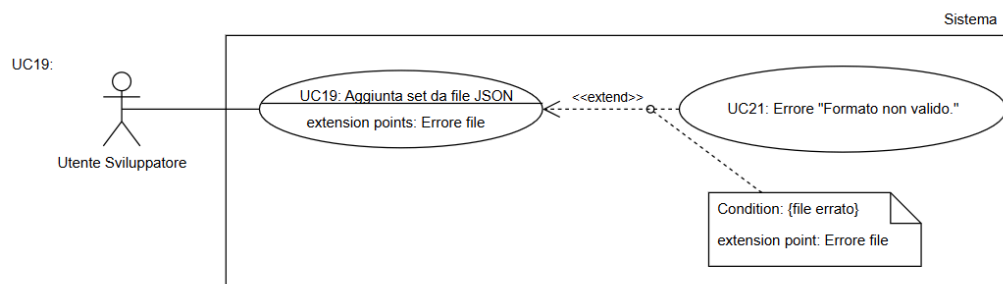 Sistema
UC19:
UC19: Aggiunta set da file JSON
extension points: Errore file
<<extend>>
UC21: Errore "Formato non valido."
Utente Sviluppatore
Condition: {file errato}
extension point: Errore file